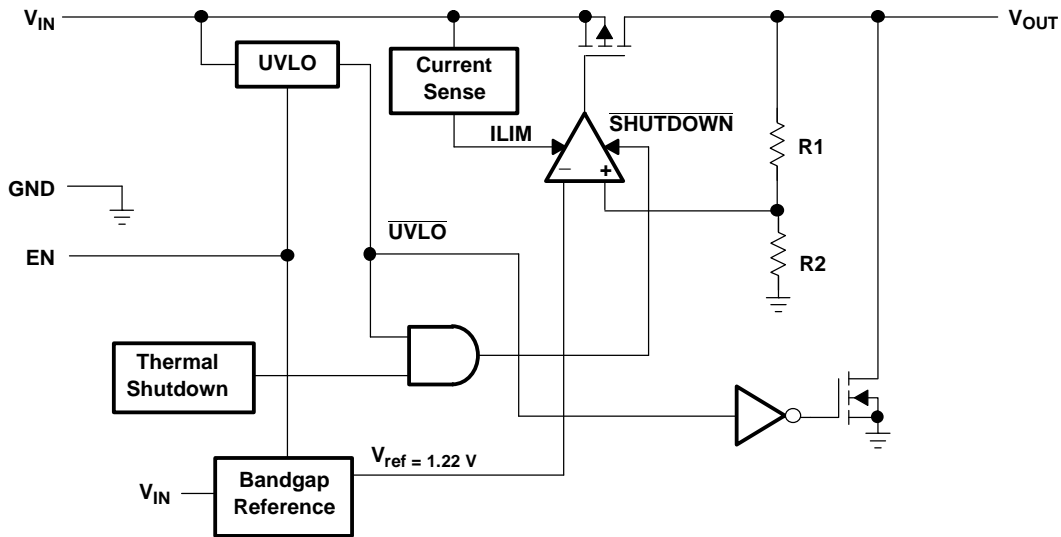 VIN
VOUT
UVLO
Current
Sense
ILIM
SHUTDOWN
R1
− +
GND
UVLO
EN
R2
Thermal
Shutdown
Vref = 1.22 V
VIN
Bandgap
Reference